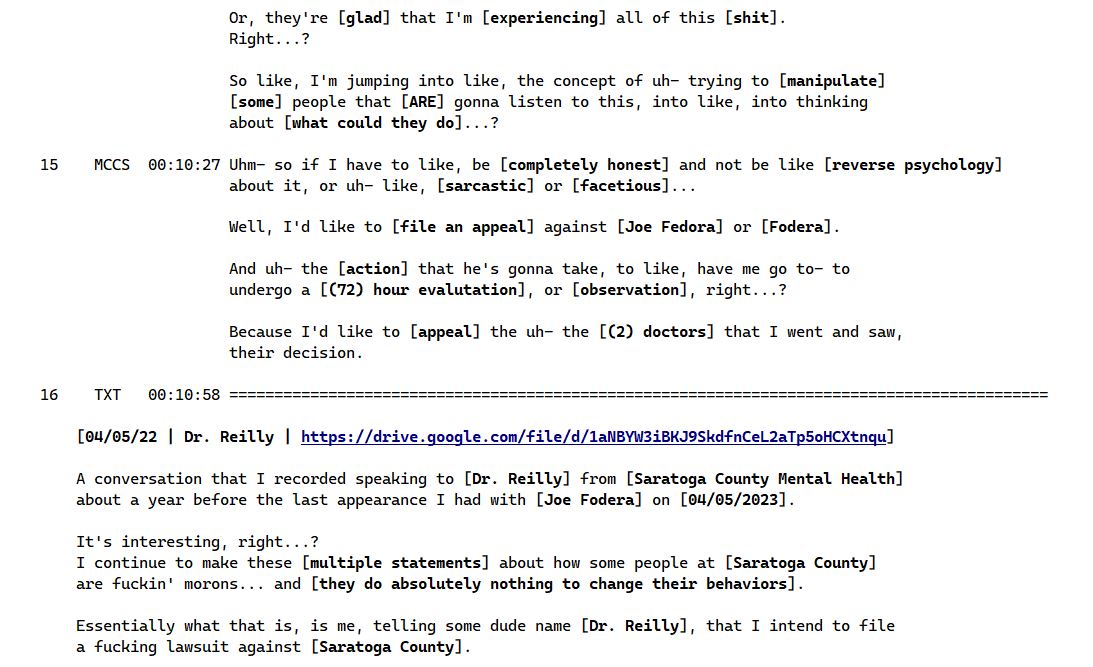 Or, they're [glad] that I'm [experiencing] all of this [shit].
Right...?
So like, I'm jumping into like, the concept of uh- trying to [manipulate]
[some] people that [ARE] gonna listen to this, into like, into thinking
about [what could they do]...?
15 MCCS 00:10:27 Uhm- so if I have to like, be [completely honest] and not be like [reverse psychology]
about it, or uh- like, [sarcastic] or [facetious]...
Well, I'd like to [file an appeal] against [Joe Fedora] or [Fodera].
And uh- the [action] that he's gonna take, to like, have me go to- to
undergo a [(72) hour evalutation], or [observation], right...?
Because I'd like to [appeal] the uh- the [(2) doctors] that I went and saw,
their decision.
16 TXT 00:10:58 ===========================================================================================
[04/05/22 | Dr. Reilly | https://drive.google.com/file/d/1aNBYW3iBKJ9SkdfnCeL2aTp5oHCXtnqu]
A conversation that I recorded speaking to [Dr. Reilly] from [Saratoga County Mental Health]
about a year before the last appearance I had with [Joe Fodera] on [04/05/2023].
It's interesting, right...?
I continue to make these [multiple statements] about how some people at [Saratoga County]
are fuckin' morons... and [they do absolutely nothing to change their behaviors].
Essentially what that is, is me, telling some dude name [Dr. Reilly], that I intend to file
a fucking lawsuit against [Saratoga County].